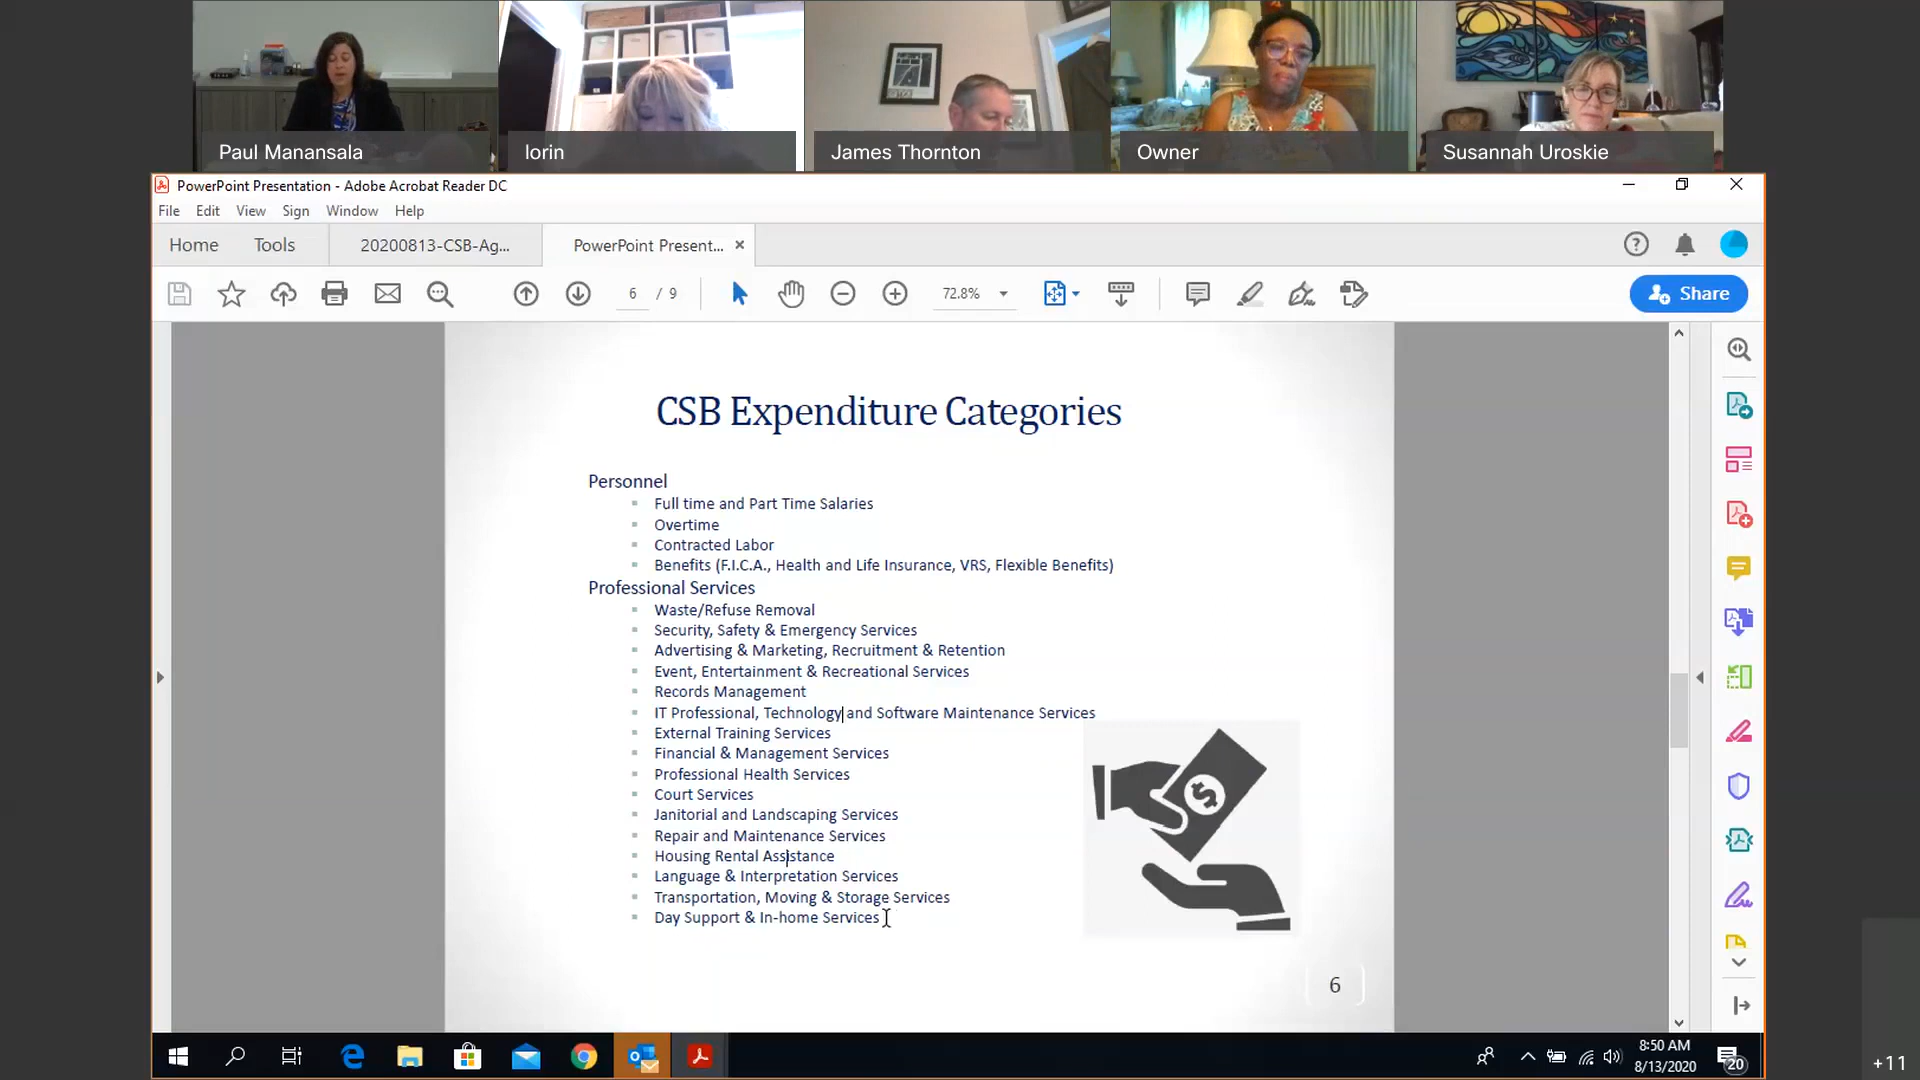 Paul Manansala
lorin
James Thornton
Owner
Susannah Uroskie
PowerPoint Presentation - Adobe Acrobat Reader DC
File Edit View Sign Window Help
Home Tools 20200813-CSB-Ag... PowerPoint Present... ×
6 / 9 72.8% Share
CSB Expenditure Categories
Personnel
Full time and Part Time Salaries
Overtime
Contracted Labor
Benefits (F.I.C.A., Health and Life Insurance, VRS, Flexible Benefits)
Professional Services
Waste/Refuse Removal
Security, Safety & Emergency Services
Advertising & Marketing, Recruitment & Retention
Event, Entertainment & Recreational Services
Records Management
IT Professional, Technology and Software Maintenance Services
External Training Services
Financial & Management Services
Professional Health Services
Court Services
Janitorial and Landscaping Services
Repair and Maintenance Services
Housing Rental Assistance
Language & Interpretation Services
Transportation, Moving & Storage Services
Day Support & In-home Services
$
6
8:50 AM
8/13/2020
20
+11